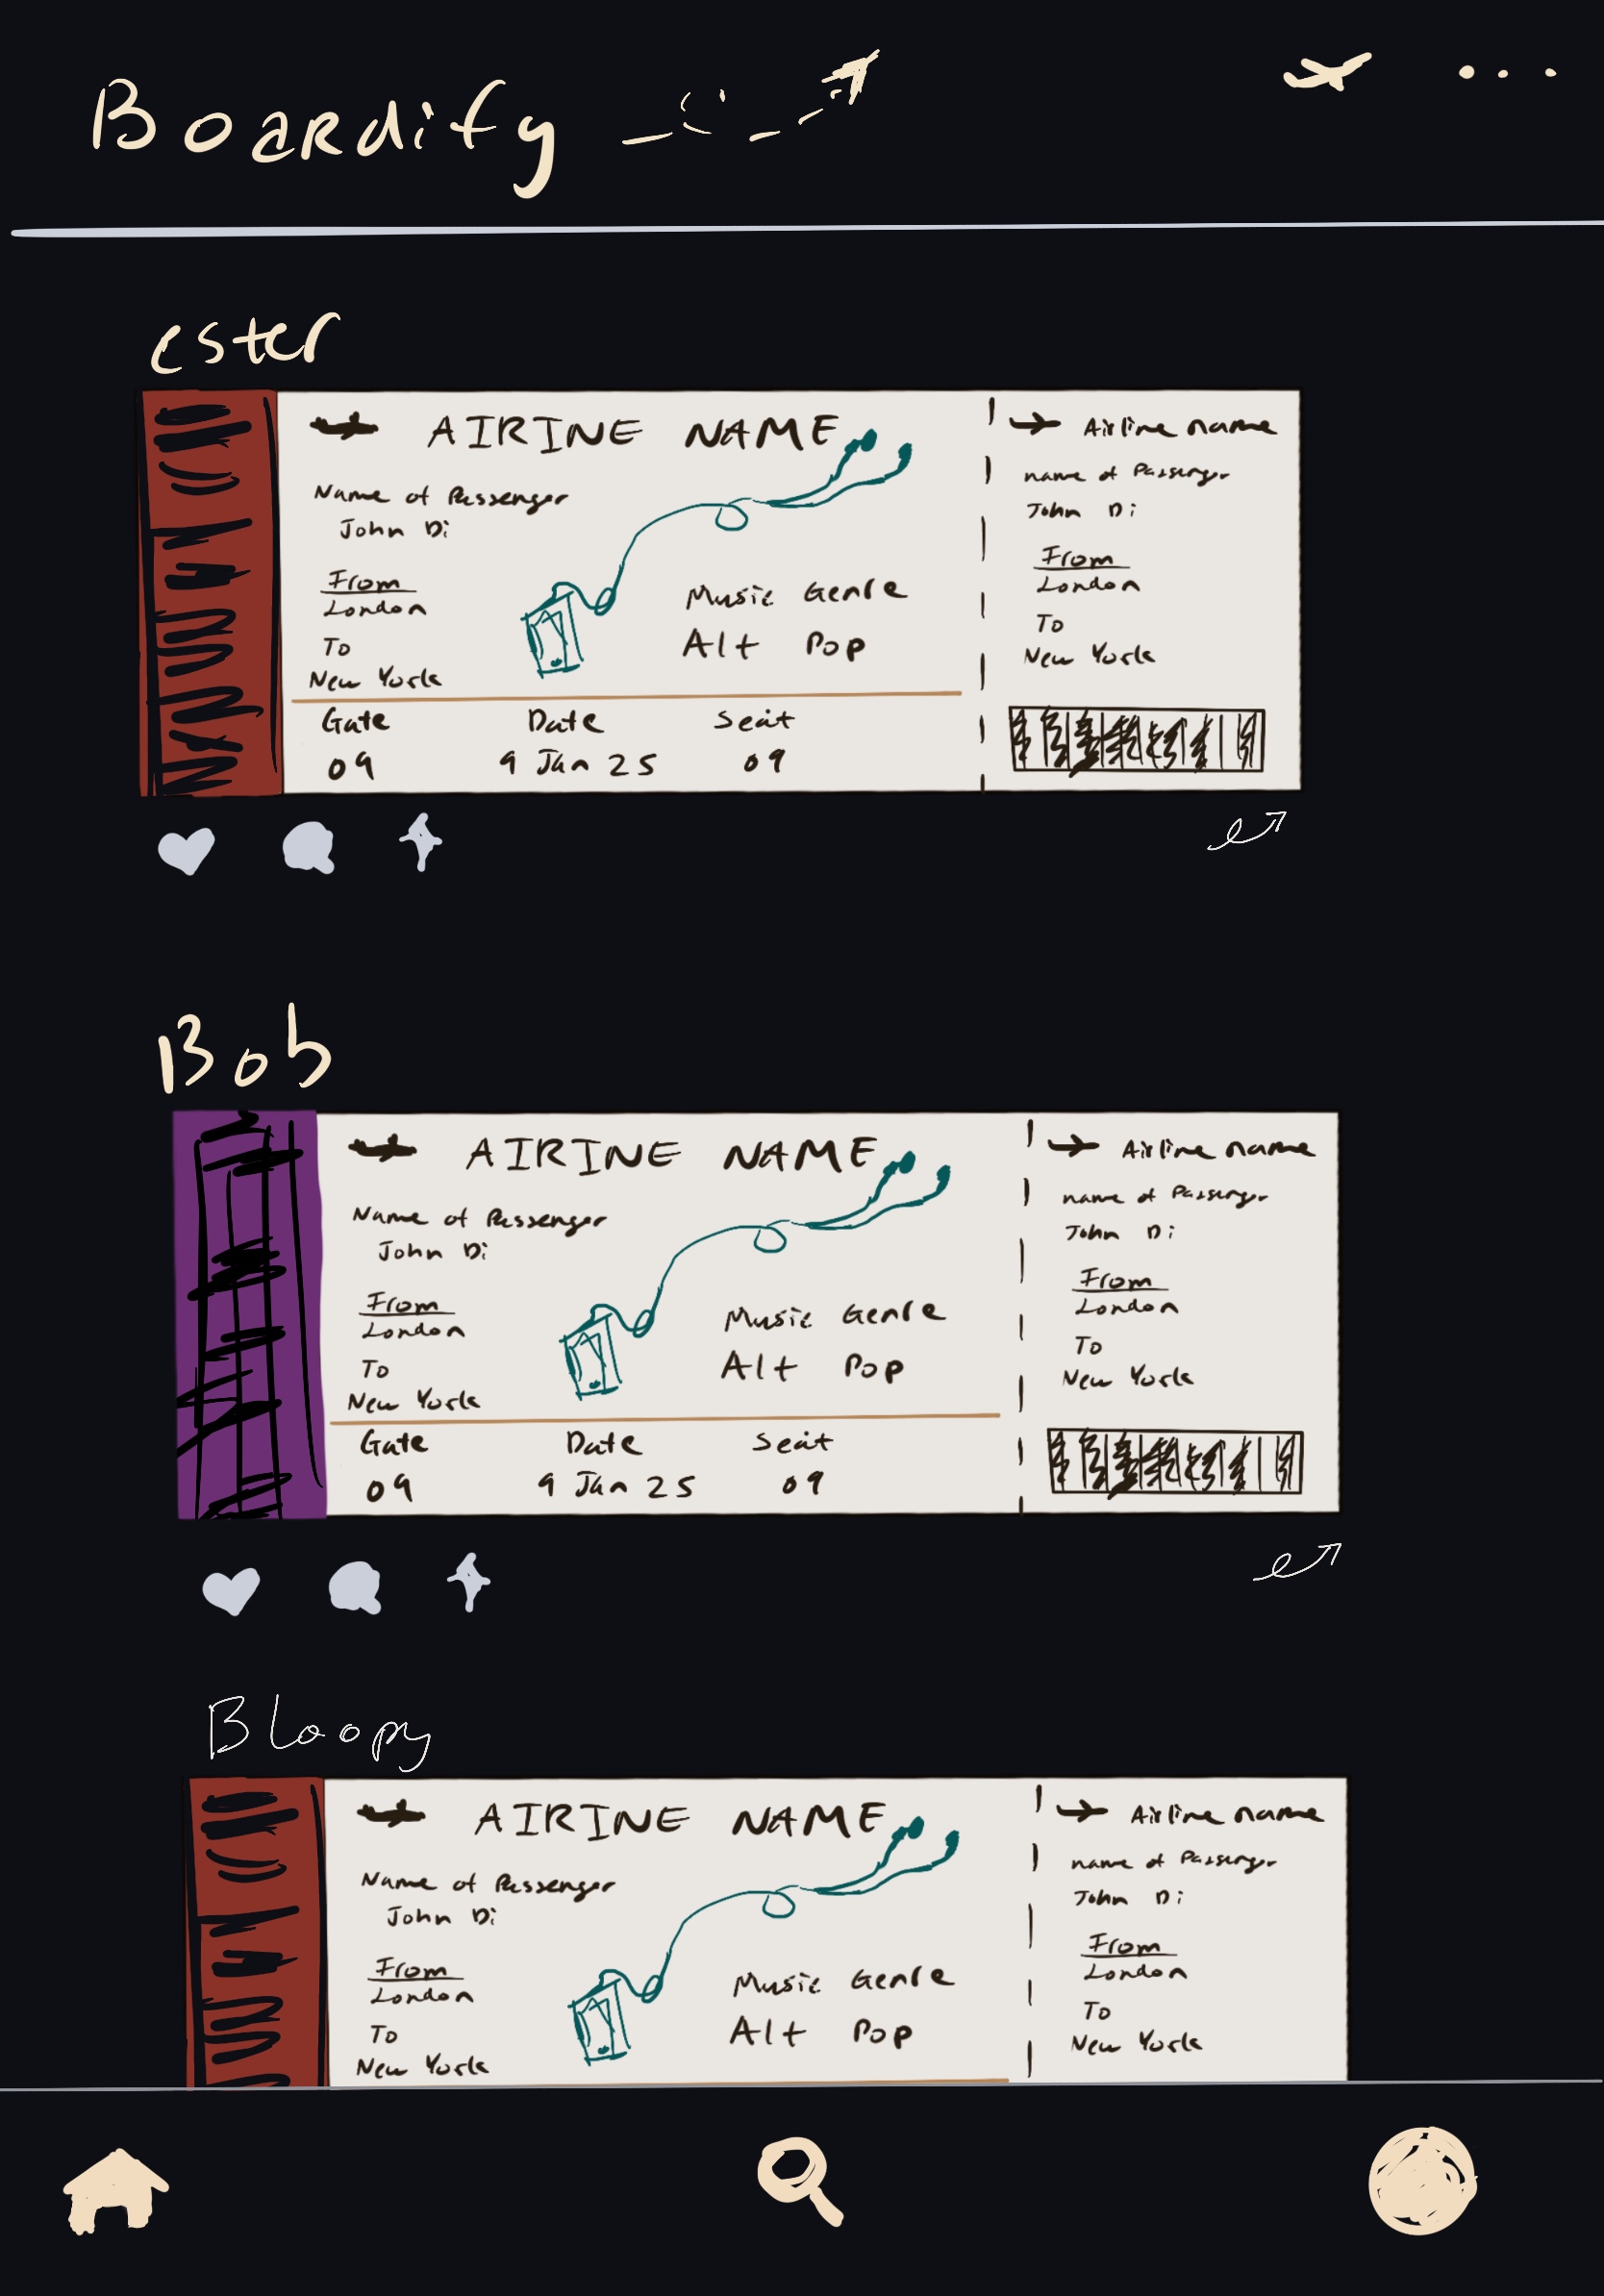 Boardify
ester
AIRINE NAME
Name of Passenger
John Di
From
London
To
New York
Music Genre
Alt Pop
Gate
09
Date
9 Jan 25
Seat
09
Airline name
name of Passenger
John Di
From
London
To
New York
Bob
AIRINE NAME
Name of Passenger
John Di
From
London
To
New York
Music Genre
Alt Pop
Gate
09
Date
9 Jan 25
Seat
09
Airline name
name of Passenger
John Di
From
London
To
New York
Bloopy
AIRINE NAME
Name of Passenger
John Di
From
London
To
New York
Music Genre
Alt Pop
Airline name
name of Passenger
John Di
From
London
To
New York